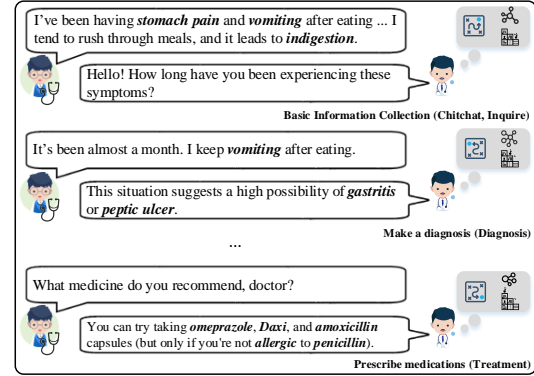 I've been having stomach pain and vomiting after eating ... I
tend to rush through meals, and it leads to indigestion.
Hello! How long have you been experiencing these
symptoms?
Basic Information Collection (Chitchat, Inquire)
It's been almost a month. I keep vomiting after eating.
This situation suggests a high possibility of gastritis
or peptic ulcer.
Make a diagnosis (Diagnosis)
...
What medicine do you recommend, doctor?
You can try taking omeprazole, Daxi, and amoxicillin
capsules (but only if you're not allergic to penicillin).
Prescribe medications (Treatment)